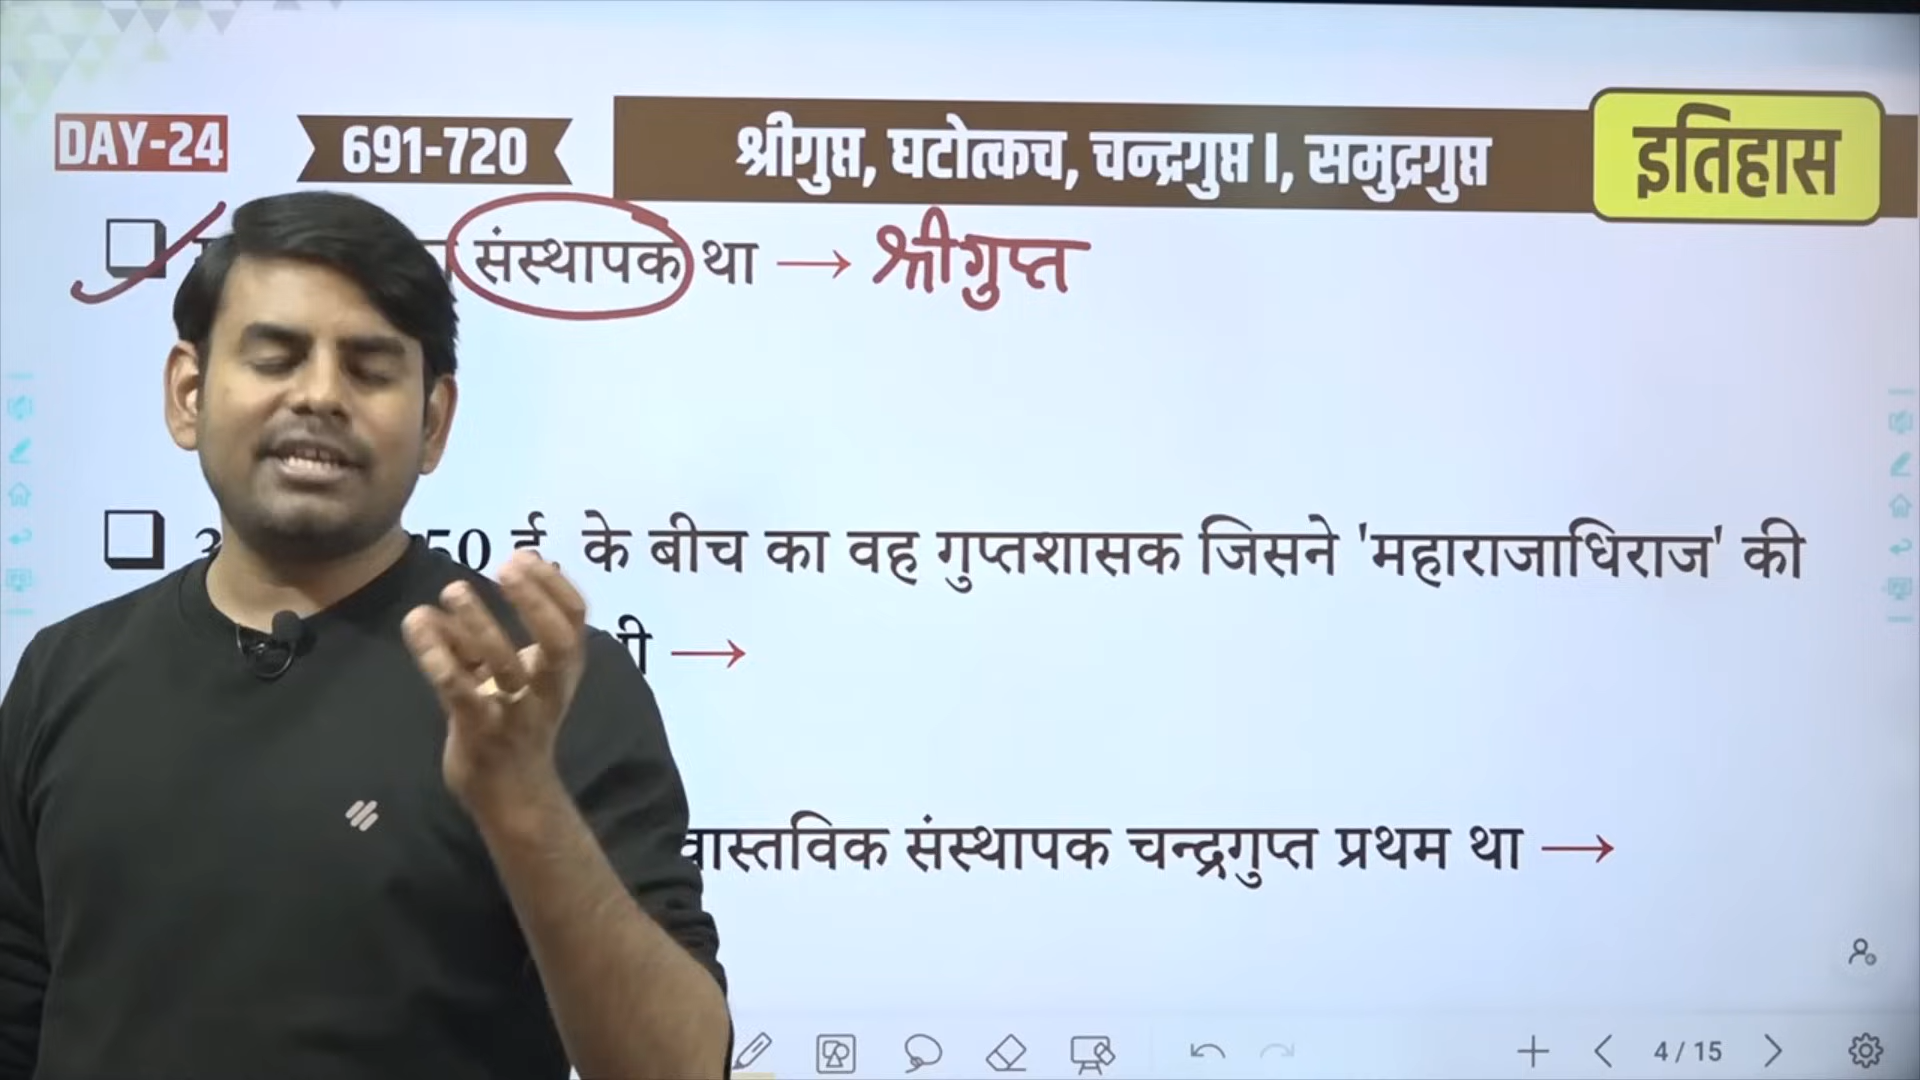 DAY-24
691-720
श्रीगुप्त, घटोत्कच, चन्द्रगुप्त I, समुद्रगुप्त
इतिहास
संस्थापक था → श्रीगुप्त
ई. के बीच का वह गुप्तशासक जिसने 'महाराजाधिराज' की
→
वास्तविक संस्थापक चन्द्रगुप्त प्रथम था →
4 / 15